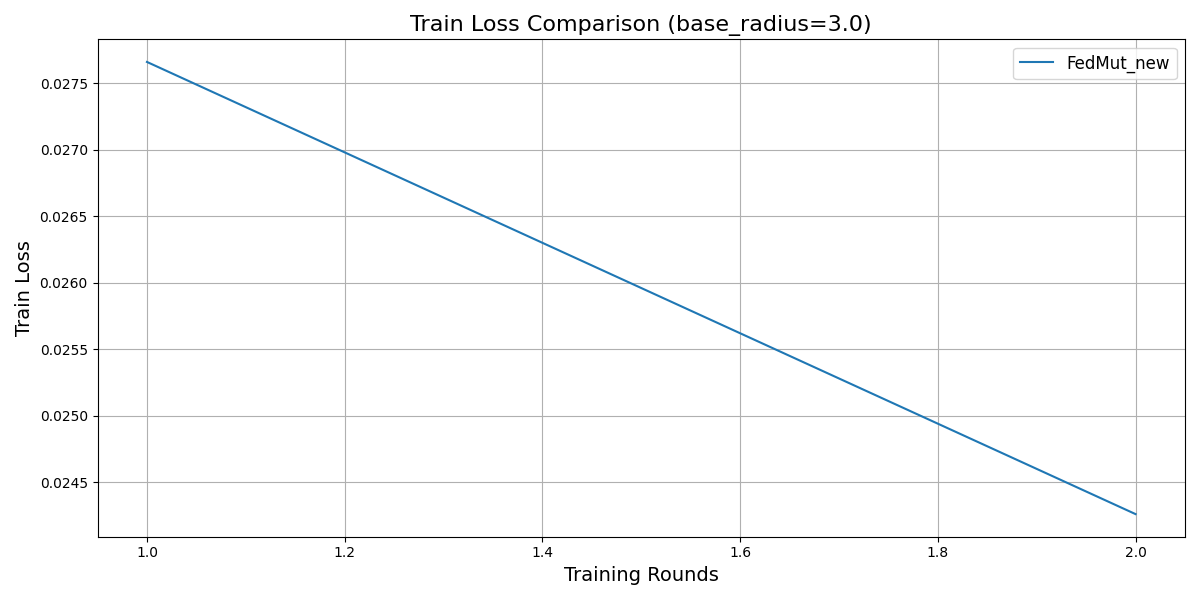 Train Loss Comparison (base_radius=3.0)
FedMut_new
0.0275
0.0270
0.0265
0.0260
0.0255
0.0250
0.0245
Train Loss
1.0 1.2 1.4 1.6 1.8 2.0
Training Rounds